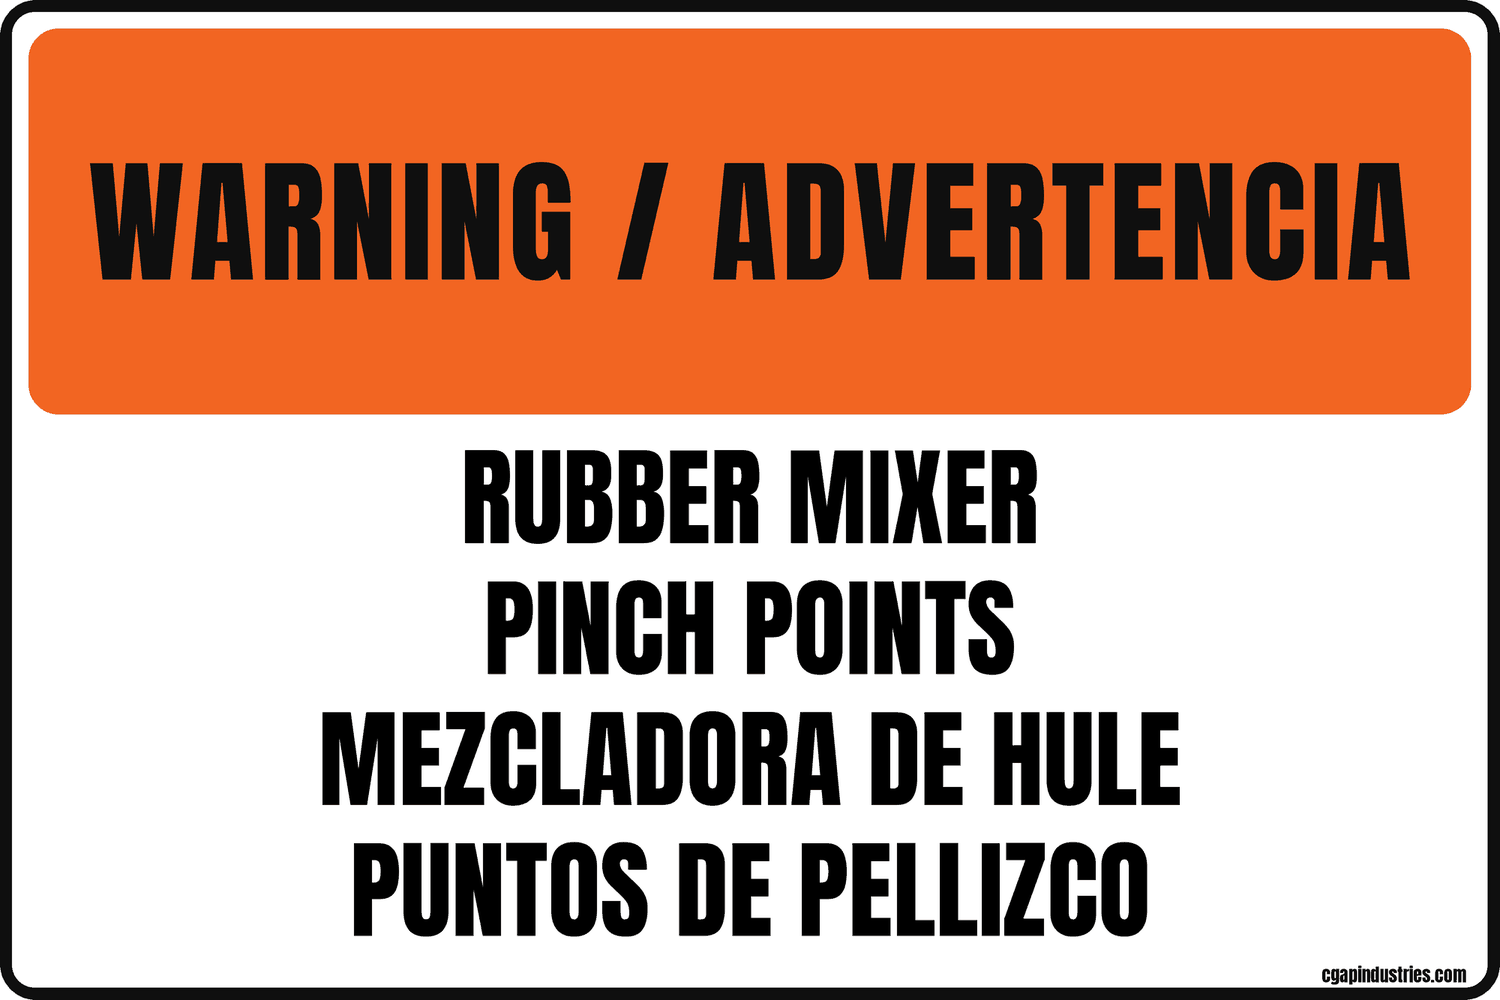 WARNING / ADVERTENCIA
RUBBER MIXER
PINCH POINTS
MEZCLADORA DE HULE
PUNTOS DE PELLIZCO
cgapindustries.com